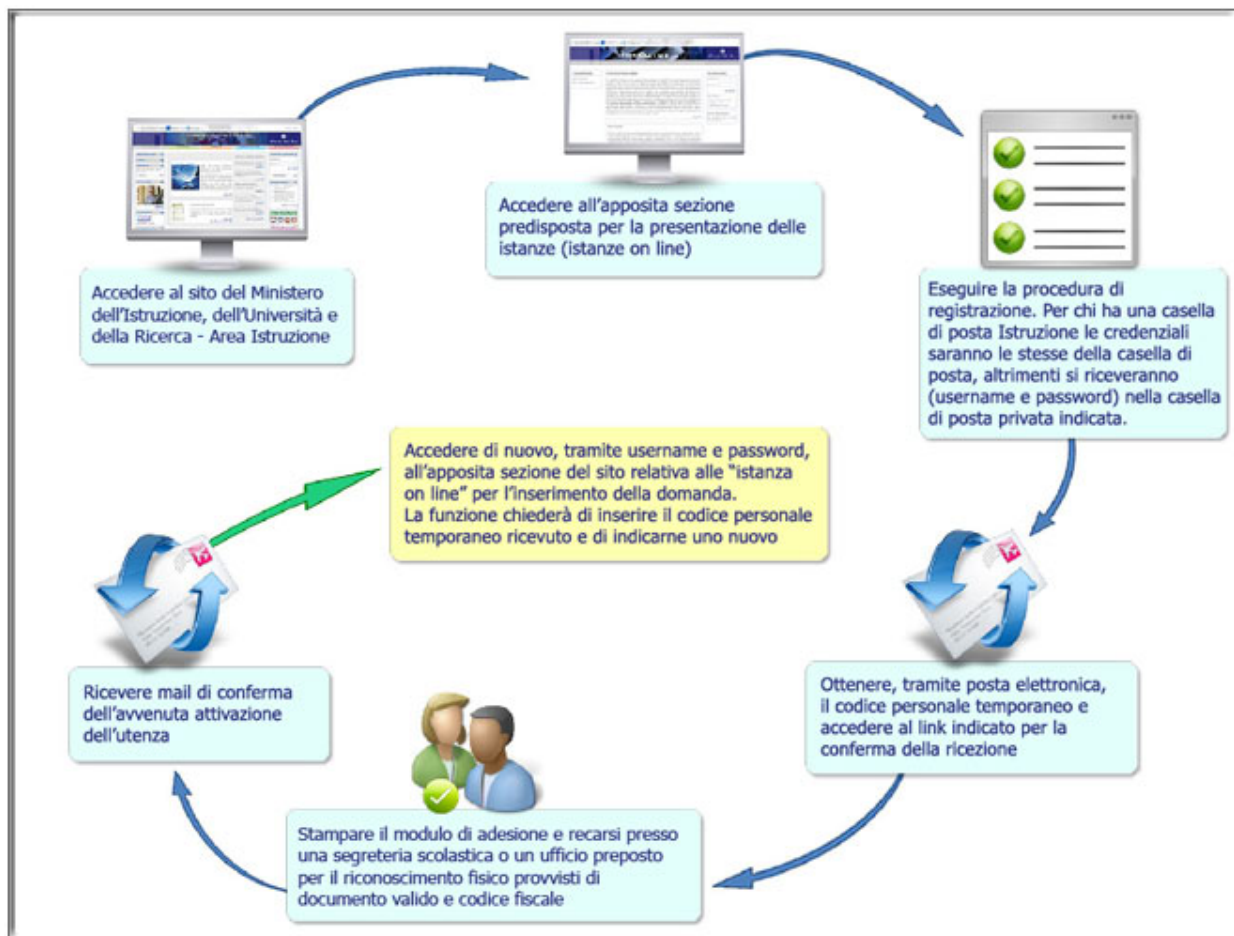 Accedere al sito del Ministero
dell'Istruzione, dell'Università e
della Ricerca - Area Istruzione
Accedere all'apposita sezione
predisposta per la presentazione delle
istanze (istanze on line)
Eseguire la procedura di
registrazione. Per chi ha una casella
di posta Istruzione le credenziali
saranno le stesse della casella di
posta, altrimenti si riceveranno
(username e password) nella casella
di posta privata indicata.
Ottenere, tramite posta elettronica,
il codice personale temporaneo e
accedere al link indicato per la
conferma della ricezione
Stampare il modulo di adesione e recarsi presso
una segreteria scolastica o un ufficio preposto
per il riconoscimento fisico provvisti di
documento valido e codice fiscale
Ricevere mail di conferma
dell'avvenuta attivazione
dell'utenza
Accedere di nuovo, tramite username e password,
all'apposita sezione del sito relativa alle "istanza
on line" per l'inserimento della domanda.
La funzione chiederà di inserire il codice personale
temporaneo ricevuto e di indicarne uno nuovo